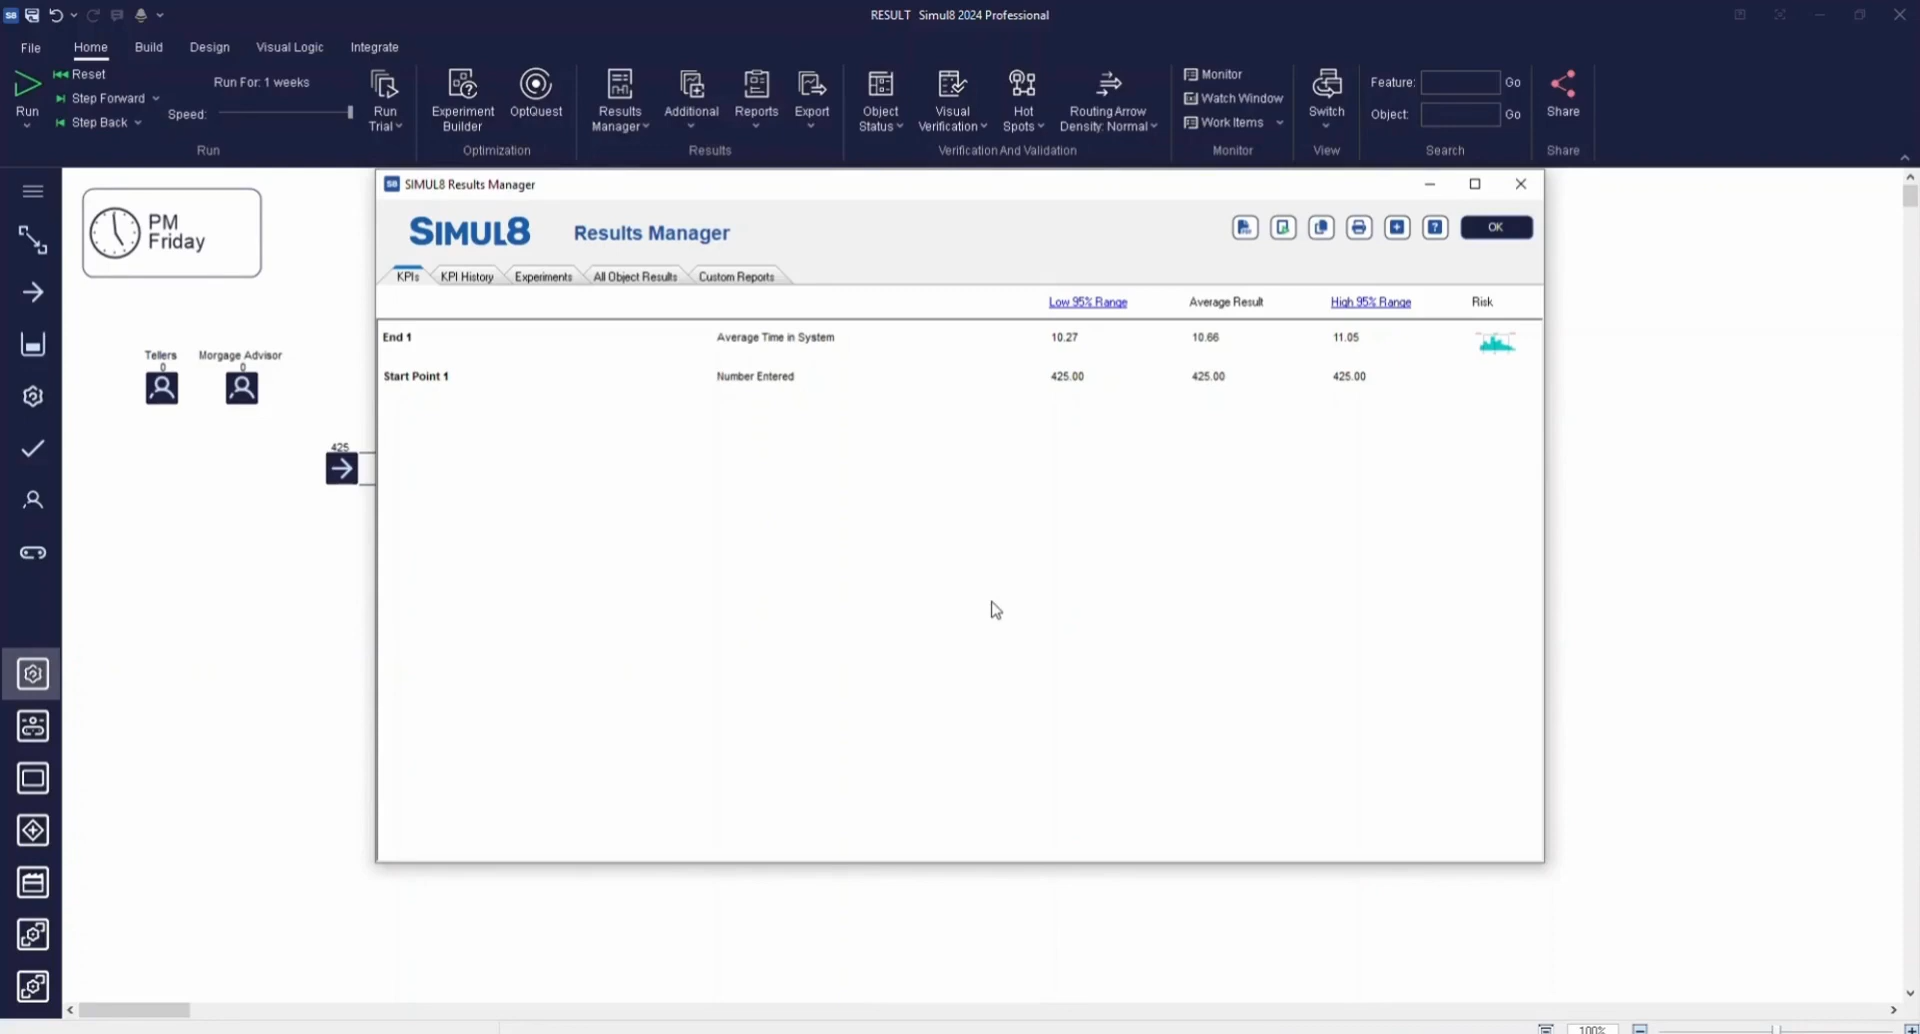 S8
RESULT Simul8 2024 Professional
File
Home
Build
Design
Visual Logic
Integrate
Run
Reset
Step Forward
Step Back
Run For: 1 weeks
Speed:
Run
Trial
Run
Experiment
Builder
OptQuest
Optimization
Results
Manager
Additional
Reports
Export
Results
Object
Status
Visual
Verification
Hot
Spots
Routing Arrow
Density: Normal
Verification And Validation
Monitor
Watch Window
Work Items
Monitor
Switch
View
Feature:
Go
Object:
Go
Search
Share
Share
PM
Friday
Tellers
0
Morgage Advisor
0
425
S8 SIMUL8 Results Manager
SIMUL8 Results Manager
OK
KPIs
KPI History
Experiments
All Object Results
Custom Reports
Low 95% Range Average Result High 95% Range Risk
End 1 Average Time in System 10.27 10.66 11.05
Start Point 1 Number Entered 425.00 425.00 425.00
100%